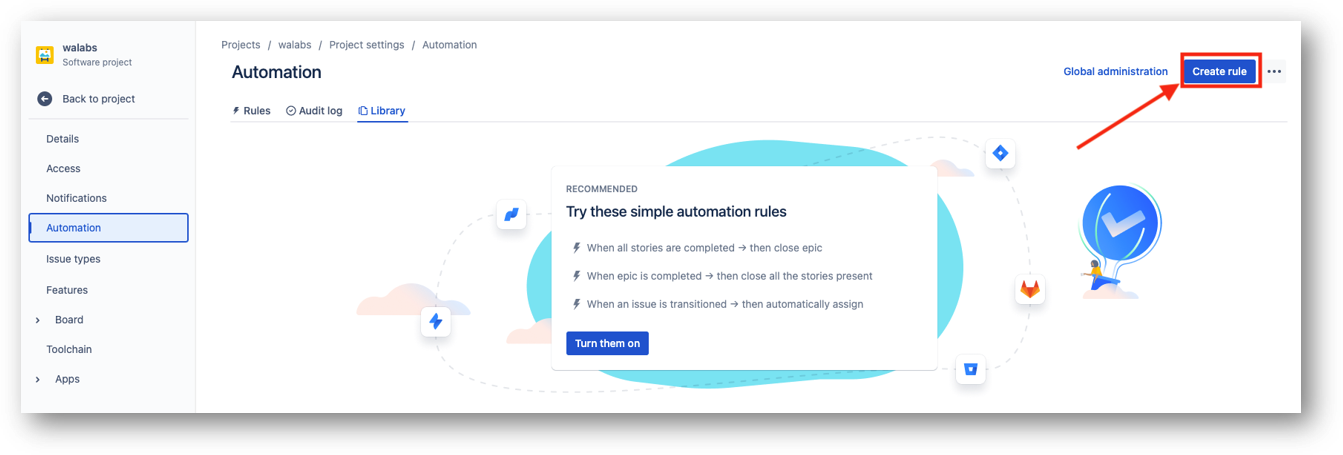 walabs
Software project
Back to project
Details
Access
Notifications
Automation
Issue types
Features
Board
Toolchain
Apps
Projects / walabs / Project settings / Automation
Automation
Global administration
Create rule
Rules
Audit log
Library
RECOMMENDED
Try these simple automation rules
When all stories are completed → then close epic
When epic is completed → then close all the stories present
When an issue is transitioned → then automatically assign
Turn them on